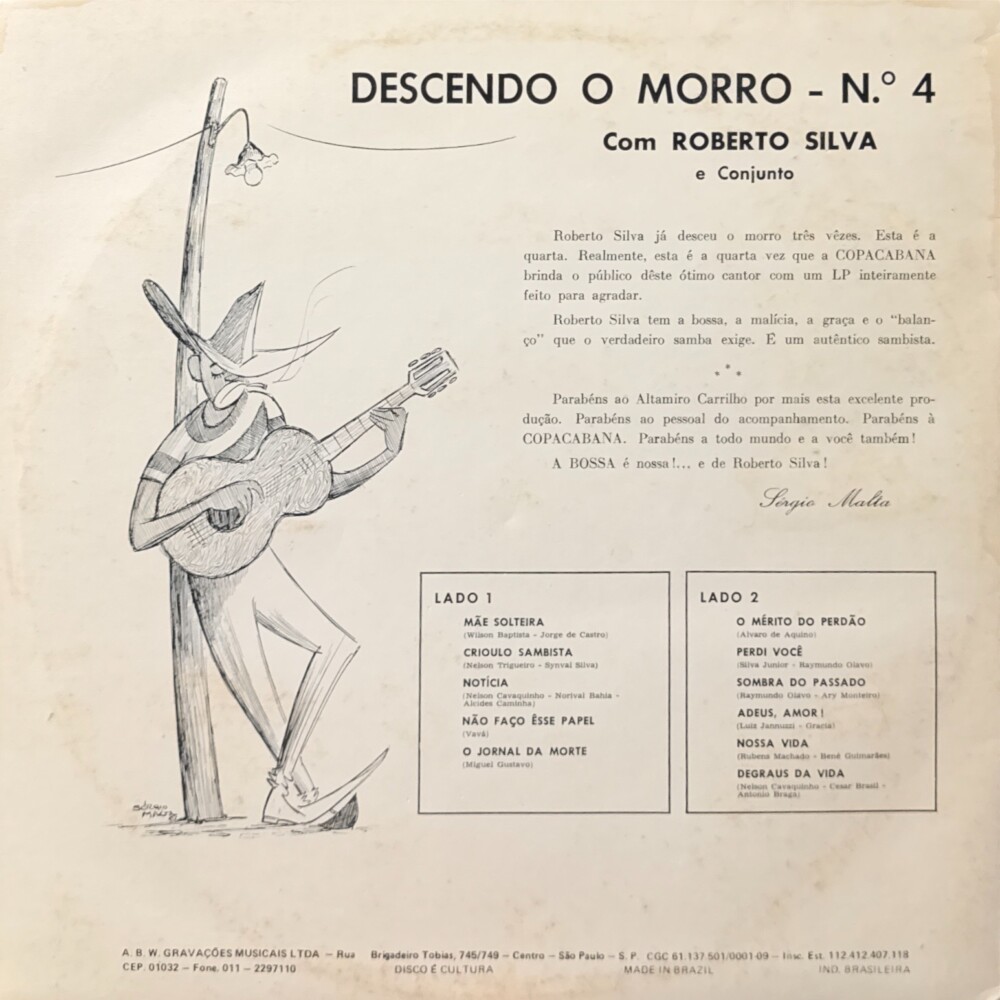 DESCENDO O MORRO - N.º 4
Com ROBERTO SILVA
e Conjunto
Roberto Silva já desceu o morro três vêzes. Esta é a
quarta. Realmente, esta é a quarta vez que a COPACABANA
brinda o público dêste ótimo cantor com um LP inteiramente
feito para agradar.
Roberto Silva tem a bossa, a malícia, a graça e o “balan-
ço” que o verdadeiro samba exige. É um autêntico sambista.
* * *
Parabéns ao Altamiro Carrilho por mais esta excelente pro-
dução. Parabéns ao pessoal do acompanhamento. Parabéns à
COPACABANA. Parabéns a todo mundo e a você também!
A BOSSA é nossa!... e de Roberto Silva!
Sérgio Malta
LADO 1
MÃE SOLTEIRA
(Wilson Baptista - Jorge de Castro)
CRIOULO SAMBISTA
(Nelson Trigueiro - Synval Silva)
NOTÍCIA
(Nelson Cavaquinho - Norival Bahia -
Alcides Caminha)
NÃO FAÇO ÊSSE PAPEL
(Vavá)
O JORNAL DA MORTE
(Miguel Gustavo)
LADO 2
O MÉRITO DO PERDÃO
(Alvaro de Aquino)
PERDI VOCÊ
(Silva Junior - Raymundo Olavo)
SOMBRA DO PASSADO
(Raymundo Olavo - Ary Monteiro)
ADEUS, AMOR!
(Luiz Jannuzzi - Gracia)
NOSSA VIDA
(Rubens Machado - Bené Guimarães)
DEGRAUS DA VIDA
(Nelson Cavaquinho - Cesar Brasil -
Antonio Braga)
A. B. W. GRAVAÇÕES MUSICAIS LTDA – Rua Brigadeiro Tobias, 745/749 – Centro – São Paulo – S. P. CGC 61.137.501/0001-09 – Insc. Est. 112.412.407.118
CEP. 01032 – Fone. 011 – 2297110 DISCO É CULTURA MADE IN BRAZIL IND. BRASILEIRA